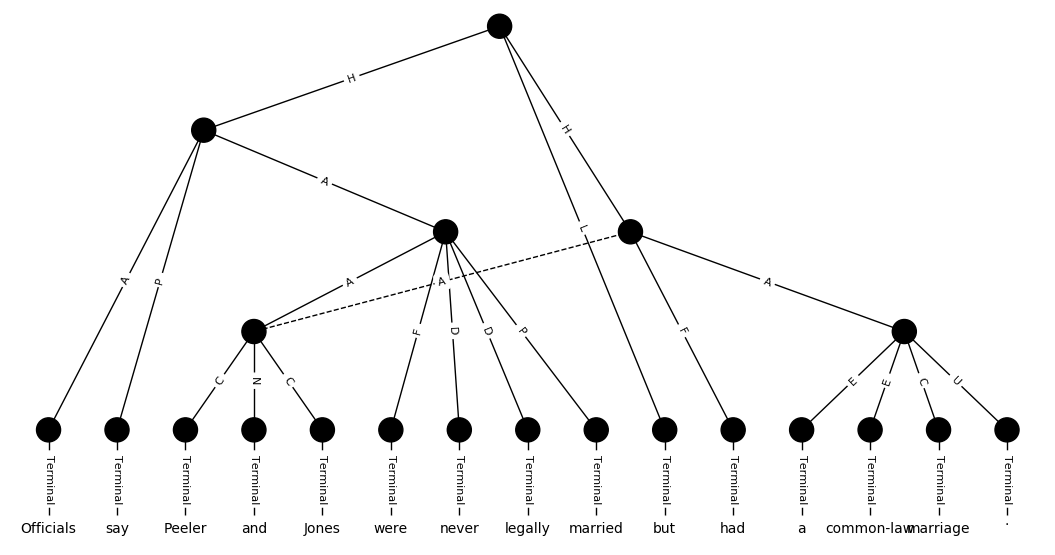 H
H
A
L
A
P
A
A
A
A
F
D
D
P
F
C
N
C
E
E
C
U
Terminal Terminal Terminal Terminal Terminal Terminal Terminal Terminal Terminal Terminal Terminal Terminal Terminal Terminal Terminal
Officials say Peeler and Jones were never legally married but had a common-law marriage .